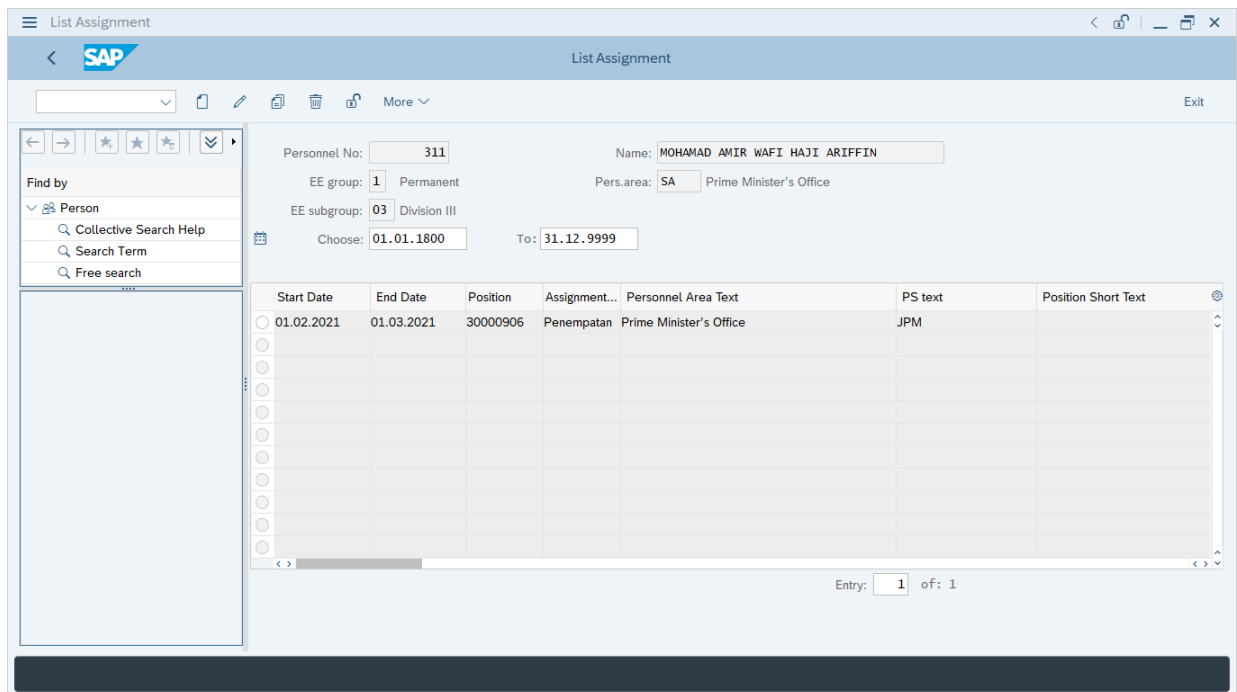 List Assignment
SAP List Assignment
More Exit
Personnel No: 311 Name: MOHAMAD AMIR WAFI HAJI ARIFFIN
Find by
EE group: 1 Permanent Pers.area: SA Prime Minister's Office
Person
EE subgroup: 03 Division III
Collective Search Help
Choose: 01.01.1800 To: 31.12.9999
Search Term
Free search
Start Date End Date Position Assignment... Personnel Area Text PS text Position Short Text
01.02.2021 01.03.2021 30000906 Penempatan Prime Minister's Office JPM
Entry: 1 of: 1